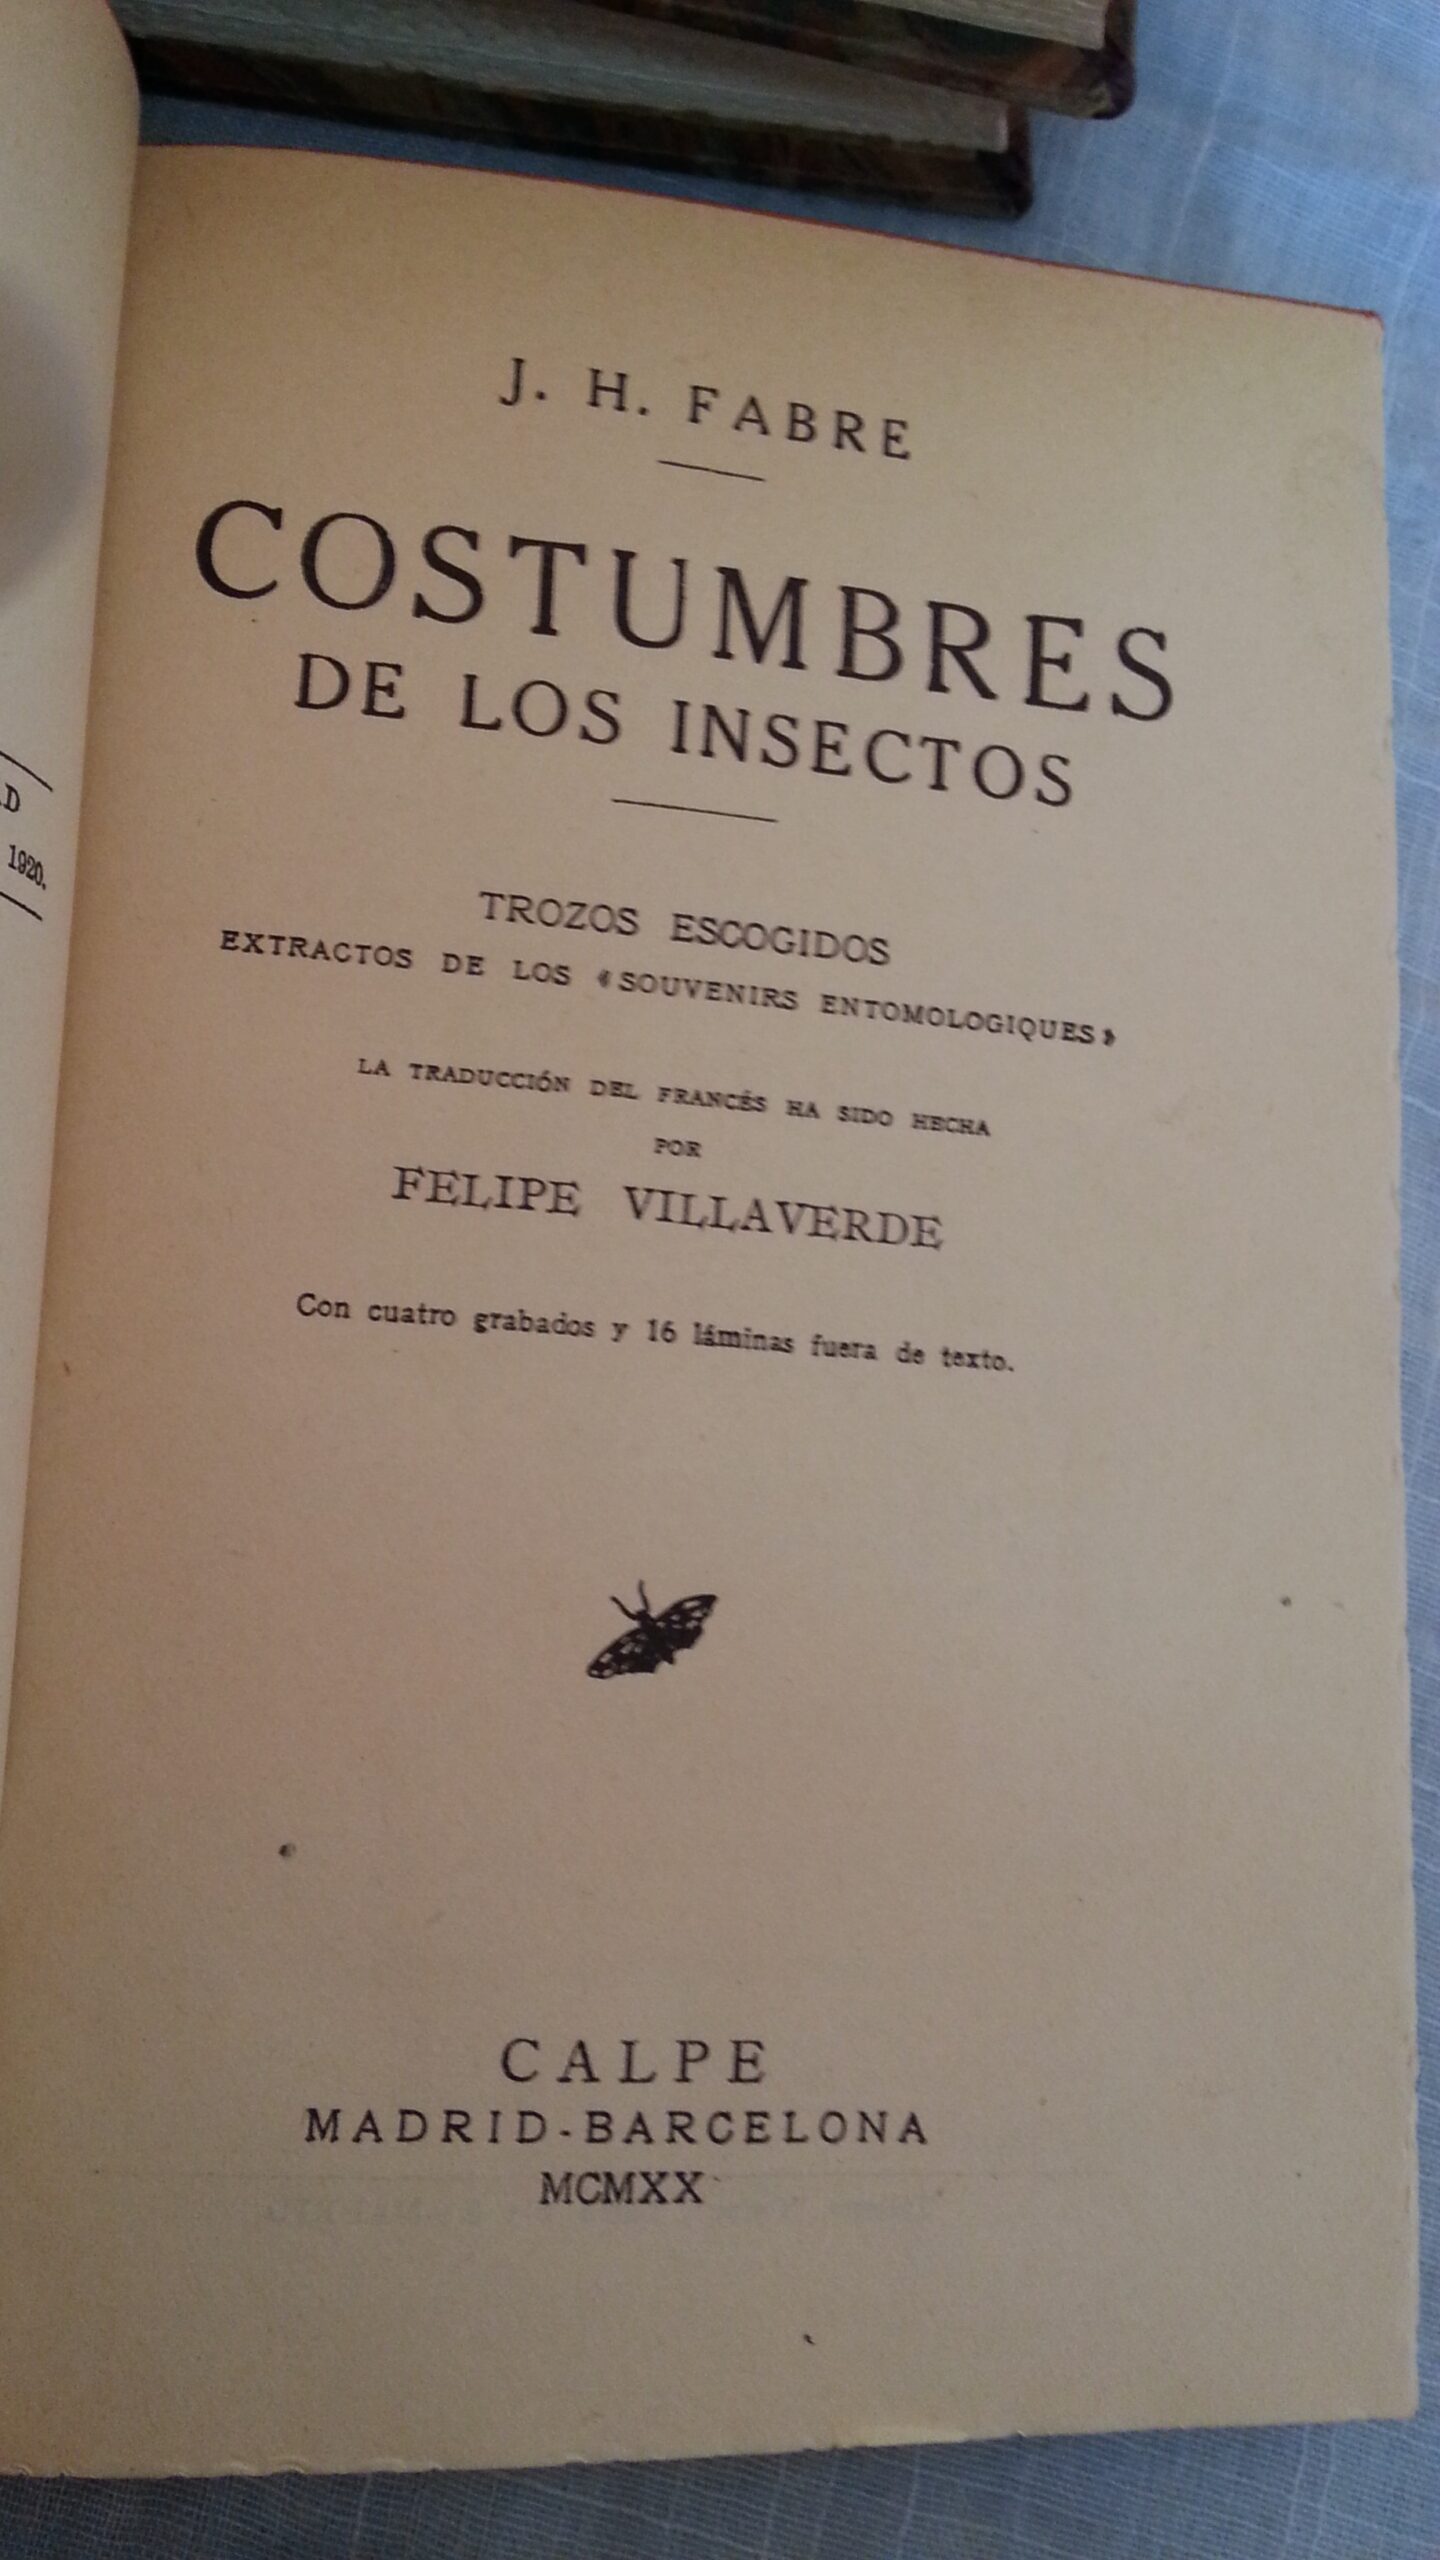 D
1920.
J. H. FABRE
COSTUMBRES
DE LOS INSECTOS
TROZOS ESCOGIDOS
EXTRACTOS DE LOS «SOUVENIRS ENTOMOLOGIQUES»
LA TRADUCCIÓN DEL FRANCÉS HA SIDO HECHA
POR
FELIPE VILLAVERDE
Con cuatro grabados y 16 láminas fuera de texto.
CALPE
MADRID-BARCELONA
MCMXX